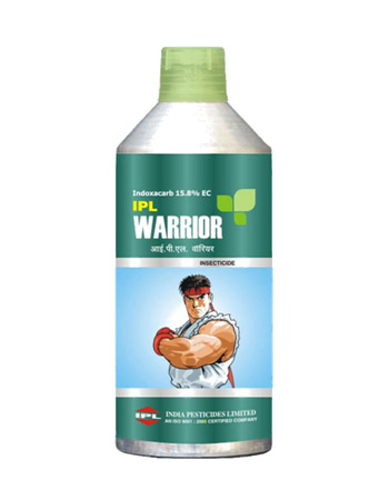 Indoxacarb 15.8% EC
IPL
WARRIOR
आई.पी.एल. वॉरियर
INSECTICIDE
IPL
INDIA PESTICIDES LIMITED
AN ISO 9001 : 2008 CERTIFIED COMPANY